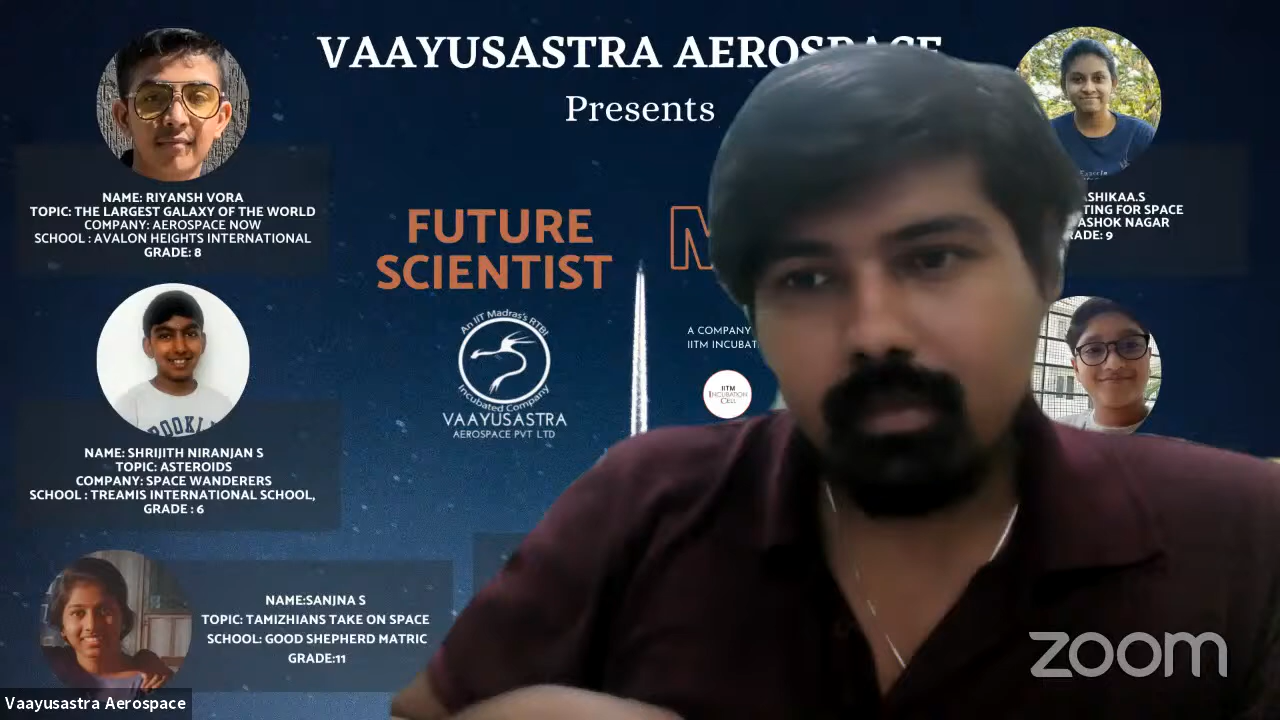 VAAYUSASTRA AEROSPACE
Presents
FUTURE
SCIENTIST
M
An IIT Madras's RTBI
Incubated Company
VAAYUSASTRA
AEROSPACE PVT LTD
A COMPANY
IITM INCUBAT
IITM
INCUBATION
CELL
NAME: RIYANSH VORA
TOPIC: THE LARGEST GALAXY OF THE WORLD
COMPANY: AEROSPACE NOW
SCHOOL : AVALON HEIGHTS INTERNATIONAL
GRADE: 8
ASHIKAA.S
TING FOR SPACE
ASHOK NAGAR
RADE: 9
NAME: SHRIJITH NIRANJAN S
TOPIC: ASTEROIDS
COMPANY: SPACE WANDERERS
SCHOOL : TREAMIS INTERNATIONAL SCHOOL,
GRADE : 6
NAME:SANJNA S
TOPIC: TAMIZHIANS TAKE ON SPACE
SCHOOL: GOOD SHEPHERD MATRIC
GRADE:11
zoom
Vaayusastra Aerospace